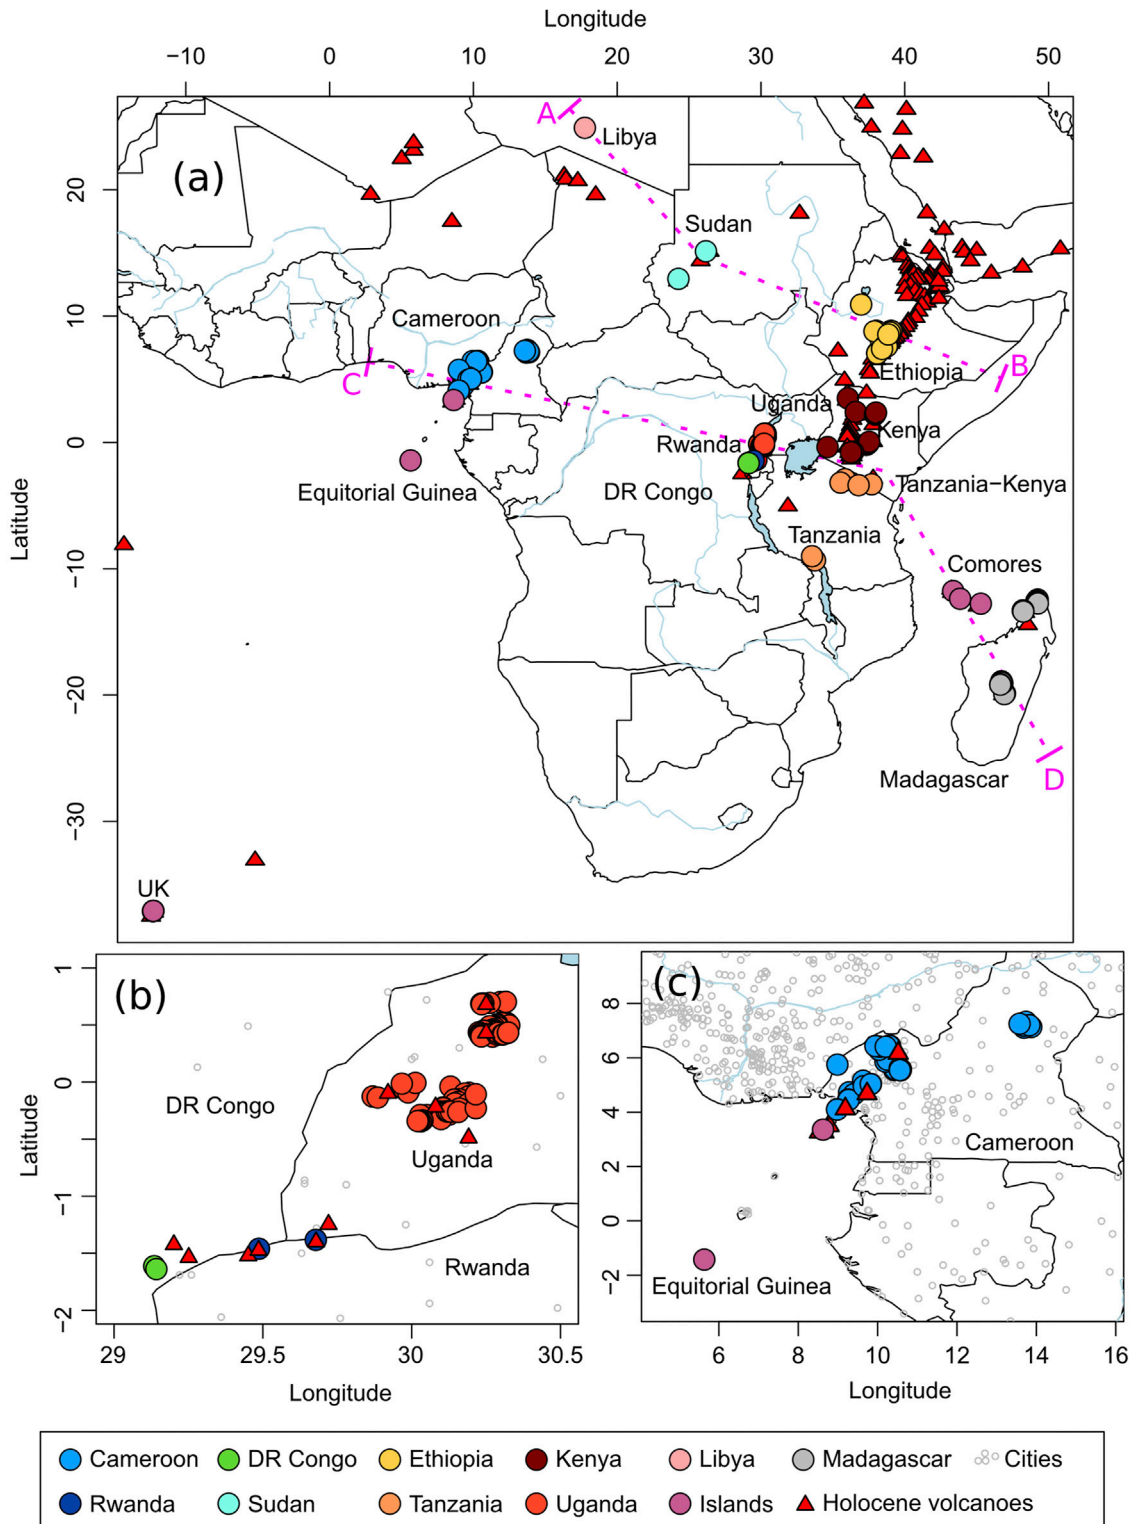 Longitude
−10 0 10 20 30 40 50
A
Libya
(a)
20
Sudan
10
Cameroon
B
C
Ethiopia
Uganda
Kenya
0
Rwanda
Latitude
Equitorial Guinea
DR Congo
Tanzania−Kenya
Tanzania
−10
Comores
−20
D
Madagascar
−30
UK
(b)
1
0
−1
−2
Latitude
DR Congo
Uganda
Rwanda
29 29.5 30 30.5
Longitude
(c)
8
6
4
2
0
−2
Cameroon
Equitorial Guinea
6 8 10 12 14 16
Longitude
Cameroon DR Congo Ethiopia Kenya Libya Madagascar Cities
Rwanda Sudan Tanzania Uganda Islands Holocene volcanoes